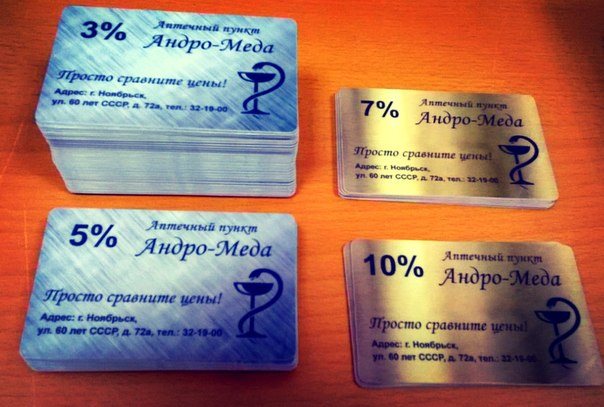 3%
Аптечный пункт
Андро-Меда
Просто сравните цены!
Адрес: г. Ноябрьск,
ул. 60 лет СССР, д. 72а, тел.: 32-19-00
7%
Аптечный пункт
Андро-Меда
Просто сравните цены!
Адрес: г. Ноябрьск,
ул. 60 лет СССР, д. 72а, тел.: 32-19-00
5%
Аптечный пункт
Андро-Меда
Просто сравните цены!
Адрес: г. Ноябрьск,
ул. 60 лет СССР, д. 72а, тел.: 32-19-00
10%
Аптечный пункт
Андро-Меда
Просто сравните цены!
Адрес: г. Ноябрьск,
ул. 60 лет СССР, д. 72а, тел.: 32-19-00